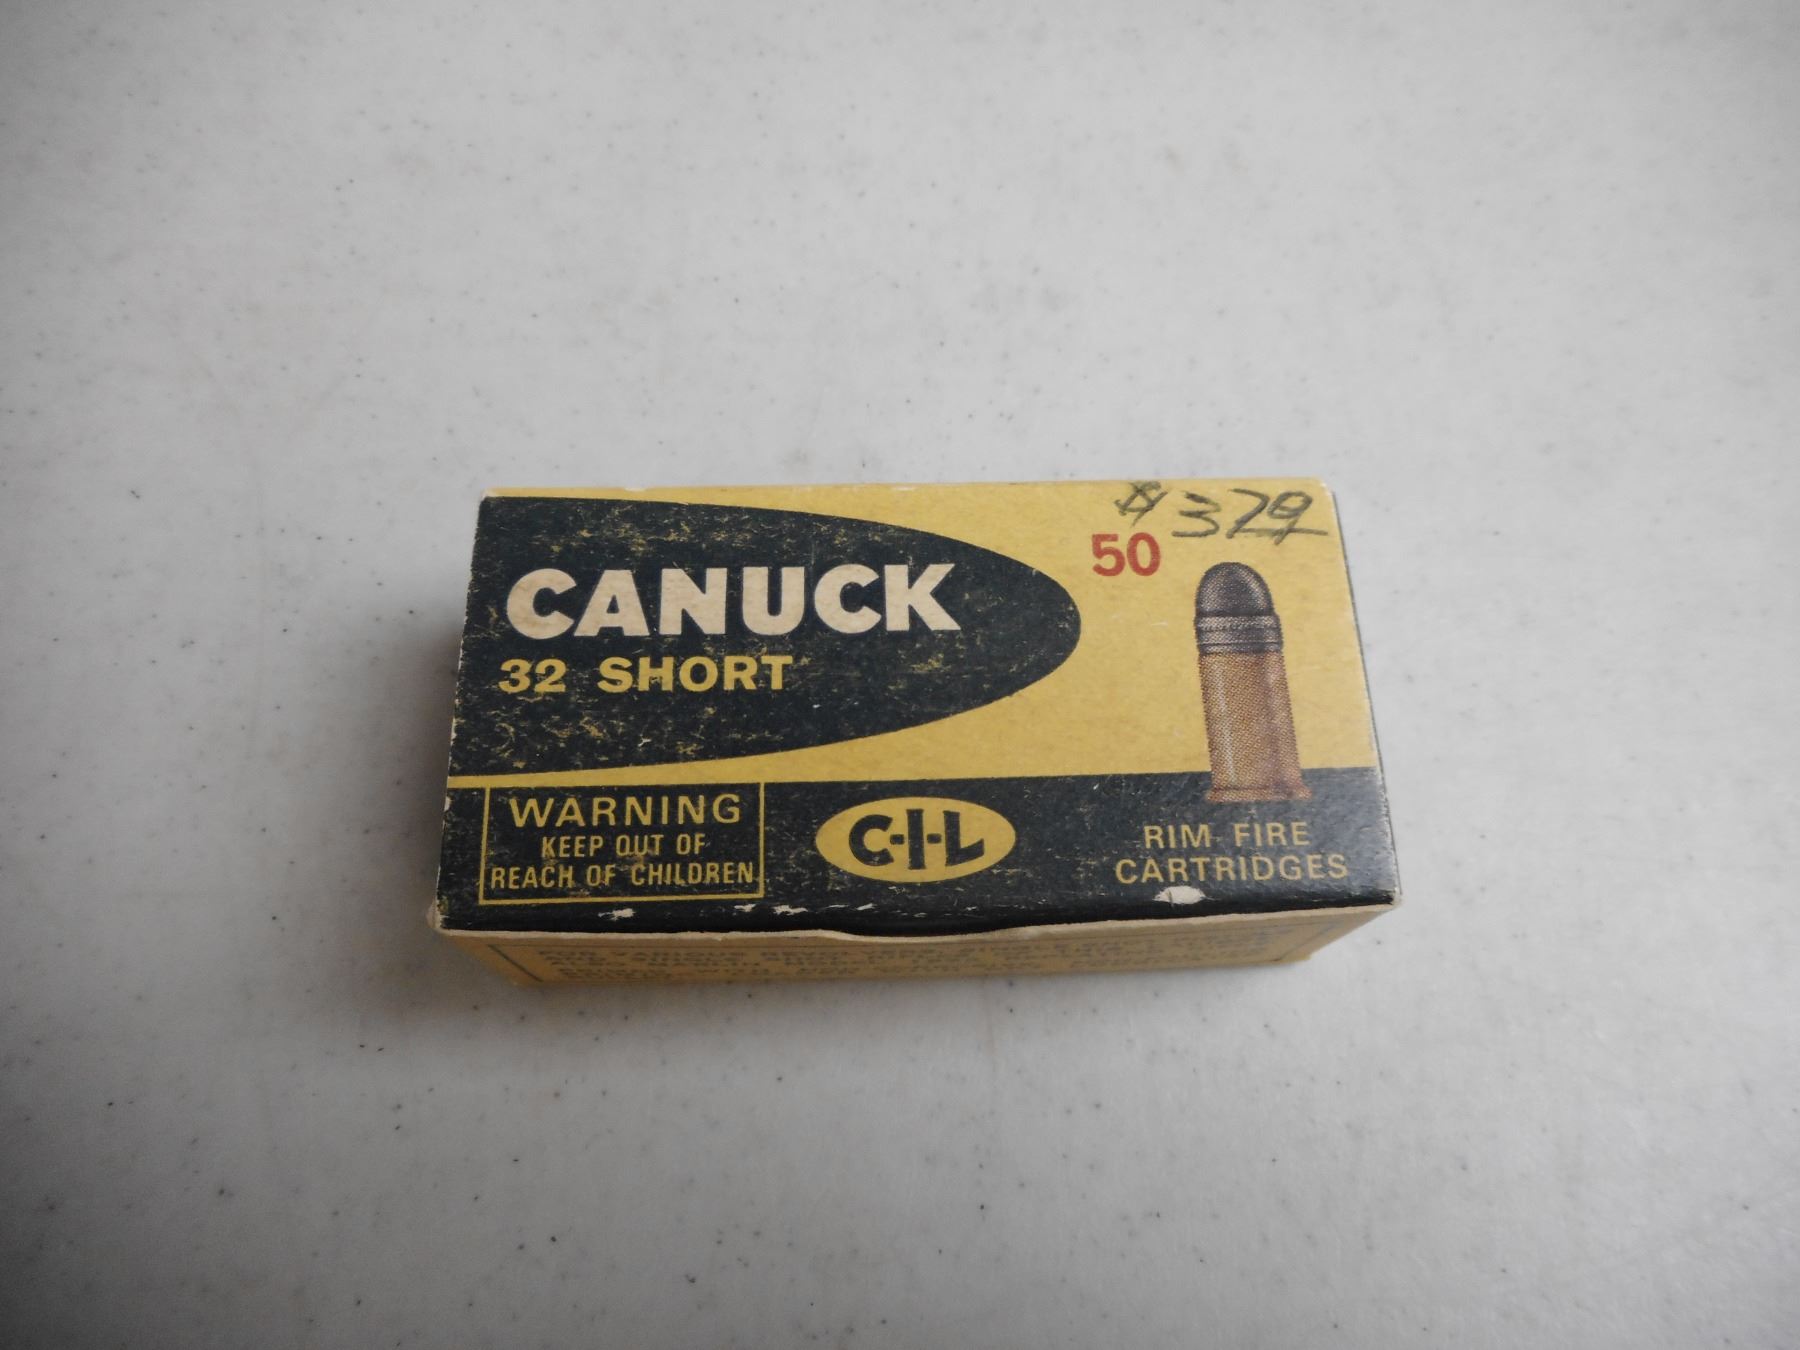 $ 3 79
50
CANUCK
32 SHORT
WARNING
KEEP OUT OF
REACH OF CHILDREN
C-I-L
RIM FIRE
CARTRIDGES